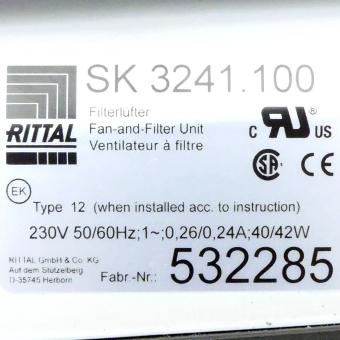 SK 3241.100
RITTAL
Filterlüfter
Fan-and-Filter Unit
Ventilateur à filtre
C RU US
SA CE
EK
Type 12 (when installed acc. to instruction)
230V 50/60Hz;1~;0,26/0,24A;40/42W
RITTAL GmbH & Co. KG
Auf dem Stützelberg
D-35745 Herborn
Fabr.-Nr.: 532285